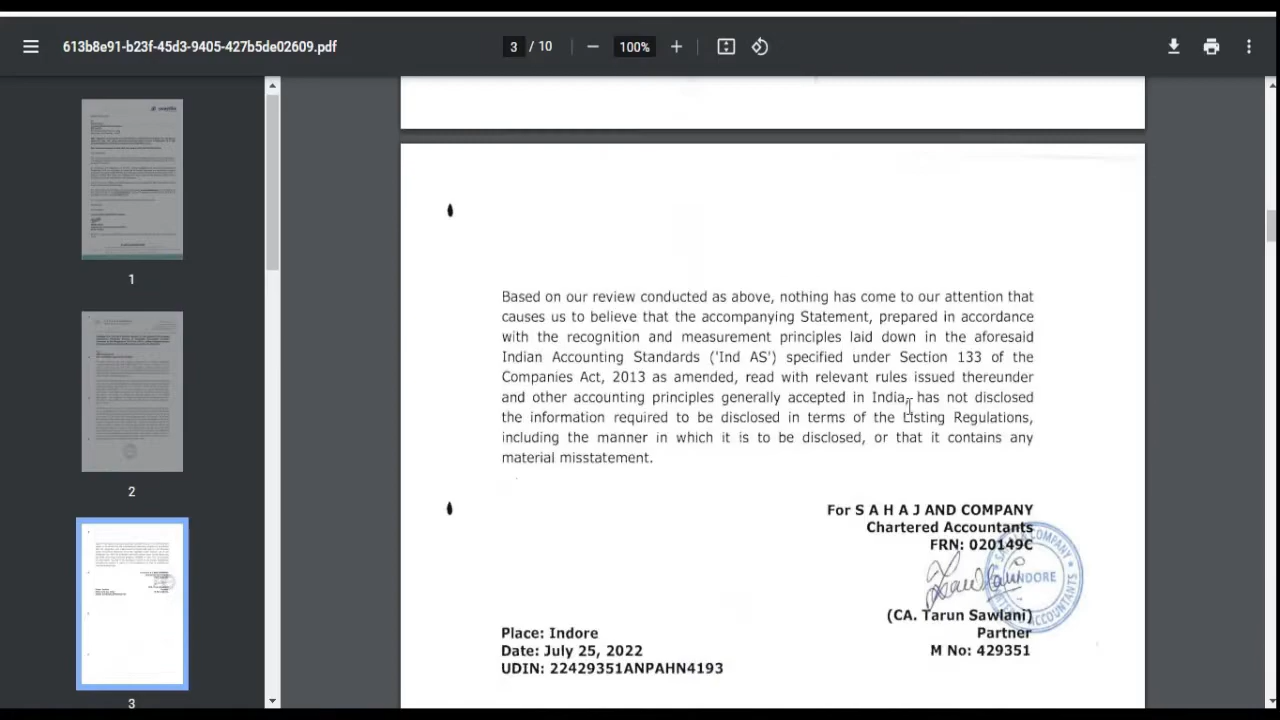 613b8e91-b23f-45d3-9405-427b5de02609.pdf
3 / 10
100%
1
2
3
Based on our review conducted as above, nothing has come to our attention that
causes us to believe that the accompanying Statement, prepared in accordance
with the recognition and measurement principles laid down in the aforesaid
Indian Accounting Standards ('Ind AS') specified under Section 133 of the
Companies Act, 2013 as amended, read with relevant rules issued thereunder
and other accounting principles generally accepted in India, has not disclosed
the information required to be disclosed in terms of the Listing Regulations,
including the manner in which it is to be disclosed, or that it contains any
material misstatement.
For S A H A J AND COMPANY
Chartered Accountants
FRN: 020149C
INDORE
(CA. Tarun Sawlani)
Partner
M No: 429351
Place: Indore
Date: July 25, 2022
UDIN: 22429351ANPAHN4193